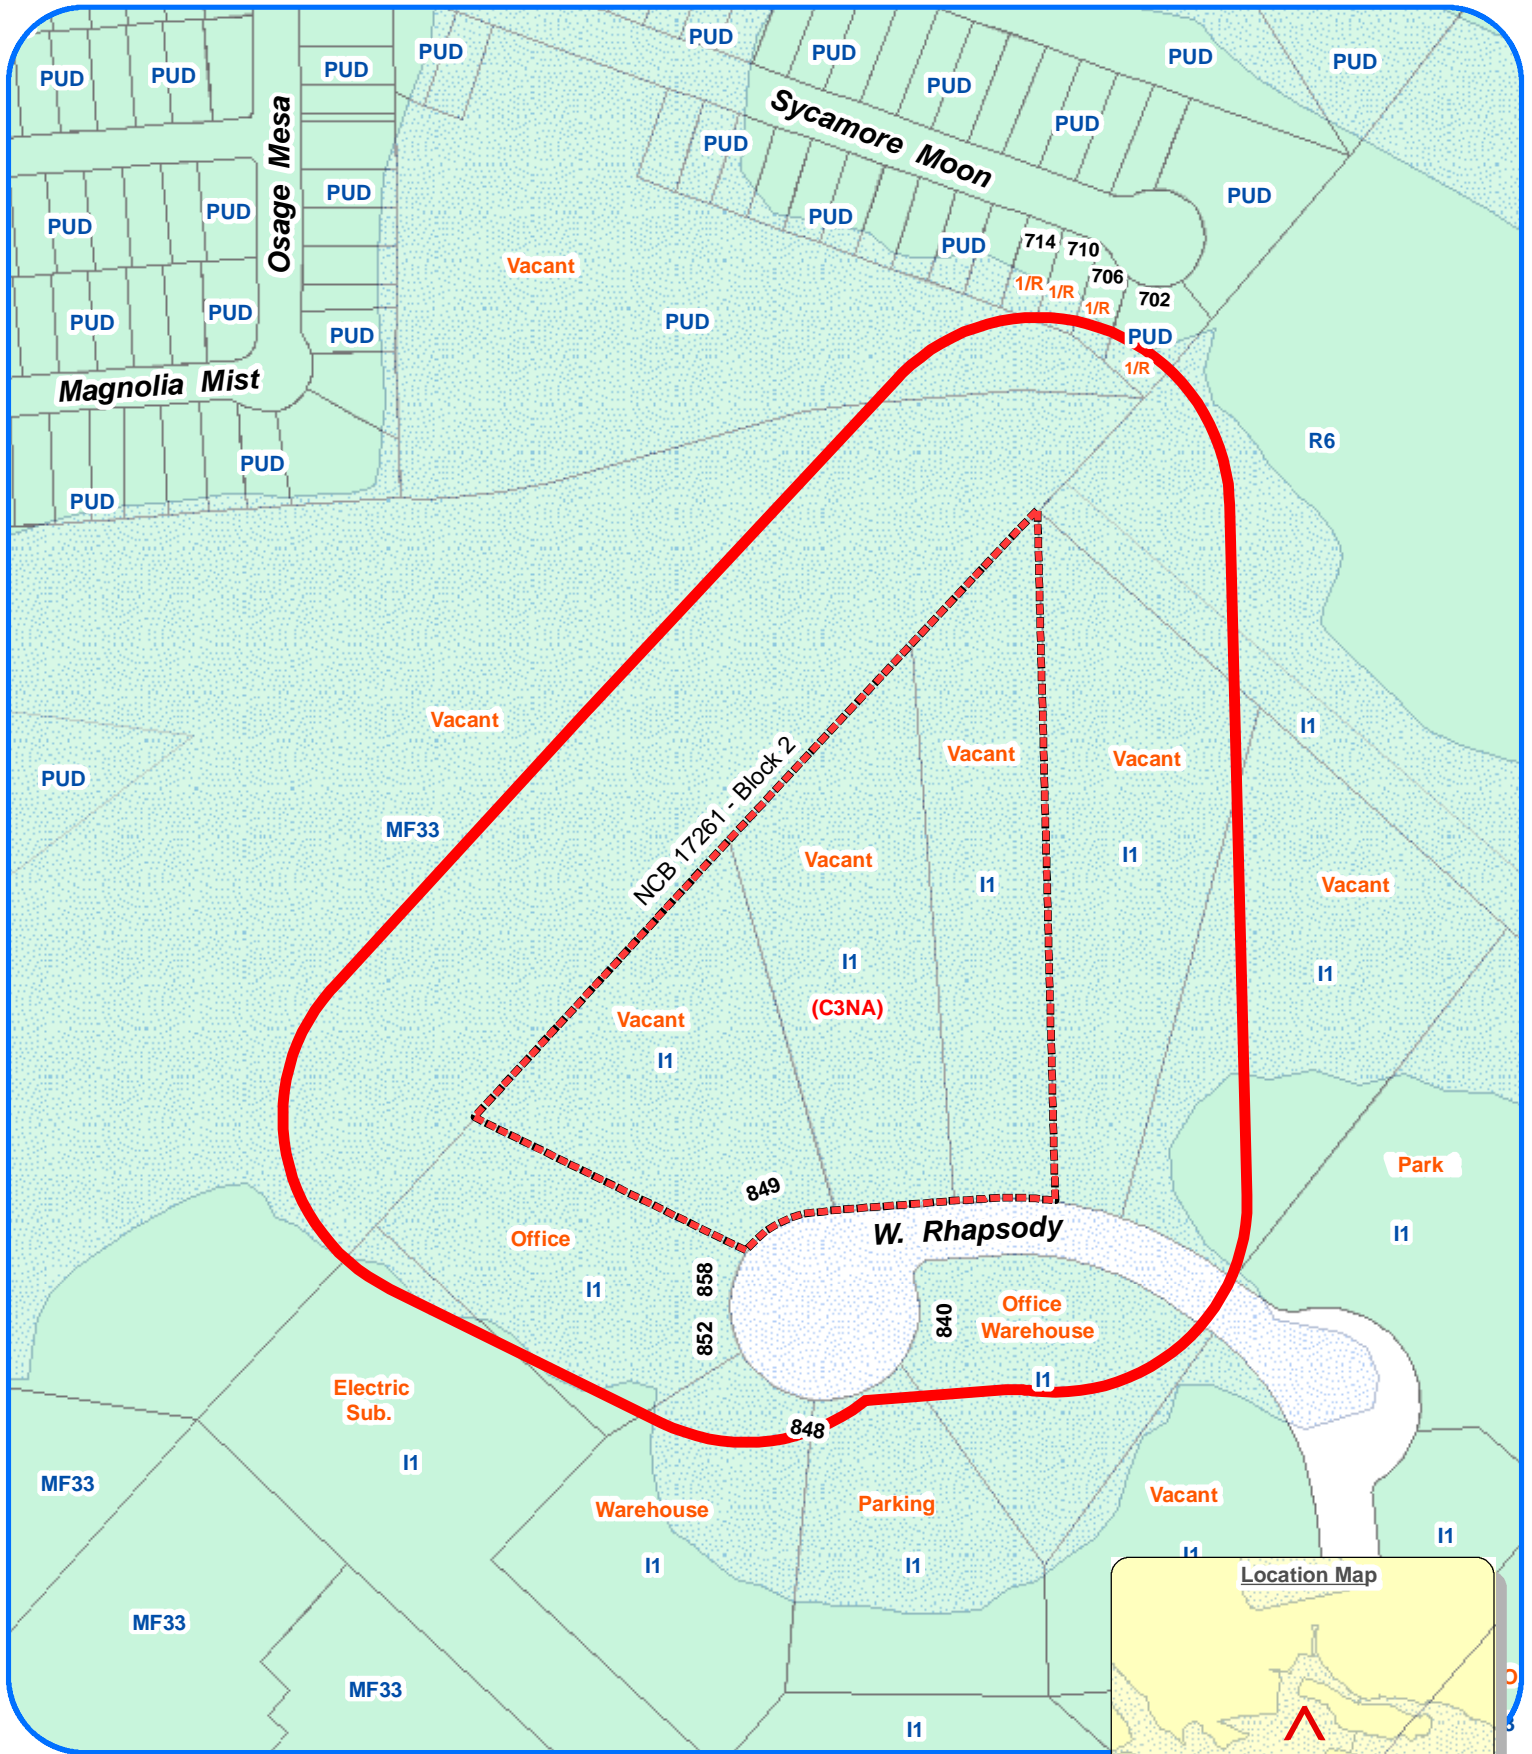 PUD
PUD
PUD
PUD
PUD
PUD
PUD
PUD
PUD
PUD
PUD
PUD
PUD
Sycamore Moon
Osage Mesa
PUD
PUD
PUD
PUD
PUD
PUD
714
710
706
702
1/R
1/R
1/R
PUD
1/R
Vacant
PUD
PUD
PUD
PUD
Magnolia Mist
PUD
PUD
R6
Vacant
PUD
MF33
NCB 17261 - Block 2
Vacant
Vacant
I1
Vacant
I1
I1
Vacant
I1
(C3NA)
I1
Vacant
I1
849
W. Rhapsody
Park
I1
Office
I1
858
852
840
Office
Warehouse
I1
Electric
Sub.
I1
848
MF33
Warehouse
I1
Parking
I1
Vacant
I1
I1
MF33
MF33
I1
Location Map